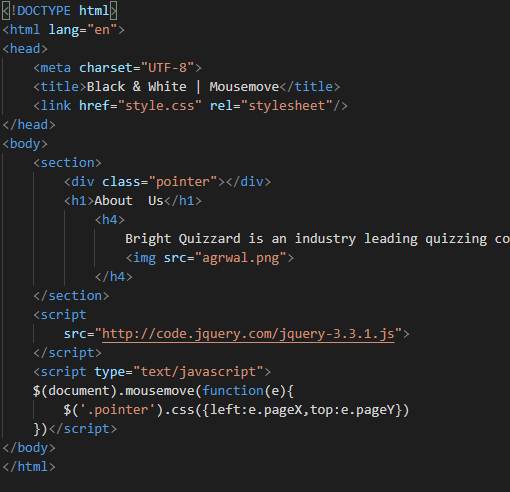 <!DOCTYPE html>
<html lang="en">
<head>
    <meta charset="UTF-8">
    <title>Black & White | Mousemove</title>
    <link href="style.css" rel="stylesheet"/>
</head>
<body>
    <section>
        <div class="pointer"></div>
        <h1>About  Us</h1>
            <h4>
                Bright Quizzard is an industry leading quizzing co
                <img src="agrwal.png">
            </h4>
    </section>
    <script
        src="http://code.jquery.com/jquery-3.3.1.js">
    </script>
    <script type="text/javascript">
    $(document).mousemove(function(e){
        $('.pointer').css({left:e.pageX,top:e.pageY})
    })</script>
</body>
</html>